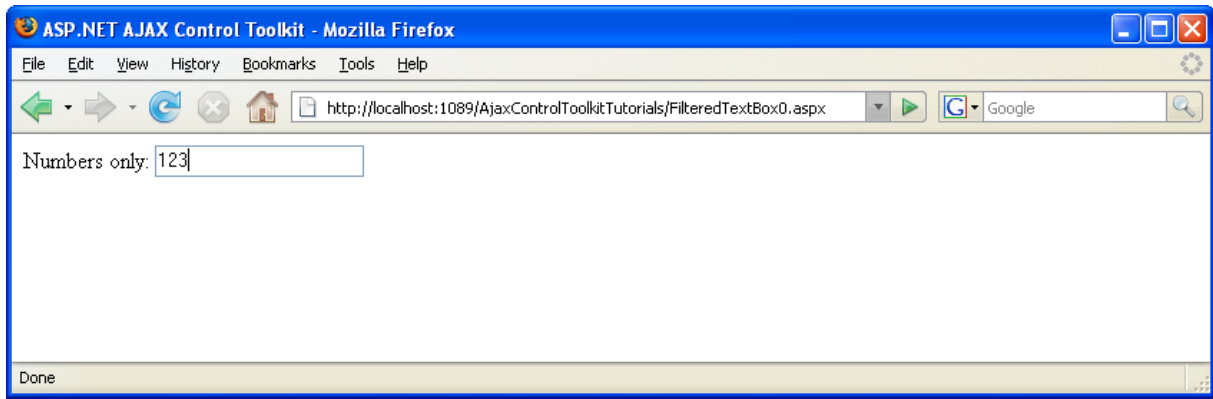 ASP.NET AJAX Control Toolkit - Mozilla Firefox
File Edit View History Bookmarks Tools Help
http://localhost:1089/AjaxControlToolkitTutorials/FilteredTextBox0.aspx G Google
Numbers only: 123
Done